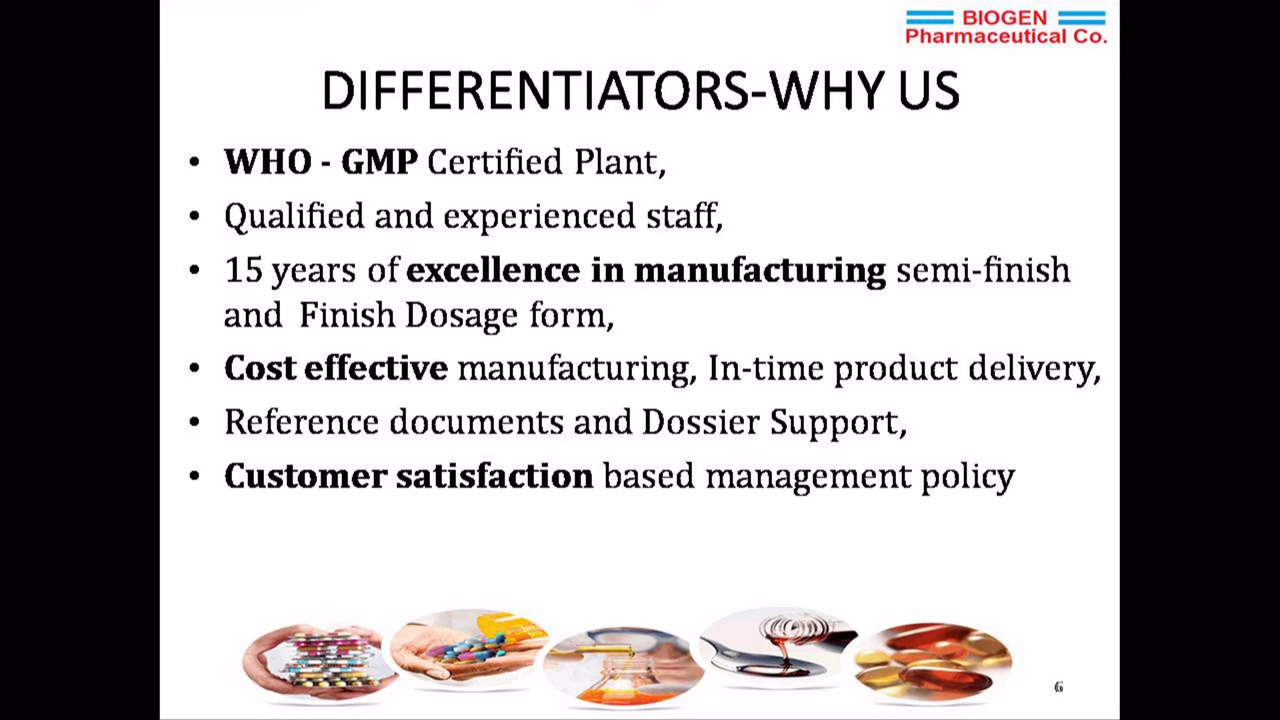 BIOGEN
Pharmaceutical Co.
DIFFERENTIATORS-WHY US
• WHO - GMP Certified Plant,
• Qualified and experienced staff,
• 15 years of excellence in manufacturing semi-finish
and Finish Dosage form,
• Cost effective manufacturing, In-time product delivery,
• Reference documents and Dossier Support,
• Customer satisfaction based management policy